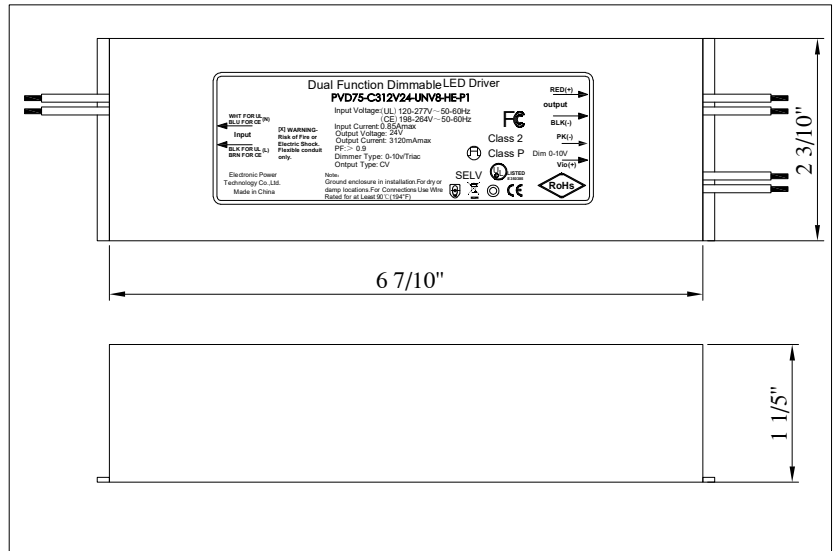 Dual Function Dimmable LED Driver
PVD75-C312V24-UNV8-HE-P1
Input Voltage:(UL) 120-277V~50-60Hz
(CE) 198-264V~50-60Hz
Input Current:0.85Amax
Output Voltage: 24V
Output Current: 3120mAmax
PF:> 0.9
Dimmer Type: 0-10v/Triac
Ontput Type: CV
WHT FOR UL
BLU FOR CE (N)
Input
BLK FOR UL (L)
BRN FOR CE
[X] WARNING-
Risk of Fire or
Electric Shock.
Flexible conduit
only.
Electronic Power
Technology Co.,Ltd.
Made in China
Note:
Ground enclosure in installation.For dry or
damp locations.For Connections Use Wire
Rated for at Least 90℃(194°F)
FC
Class 2
Class P
SELV
UL LISTED
CE
RoHs
RED(+)
output
BLK(-)
PK(-)
Dim 0-10V
Vio(+)
2 3/10"
6 7/10"
1 1/5"